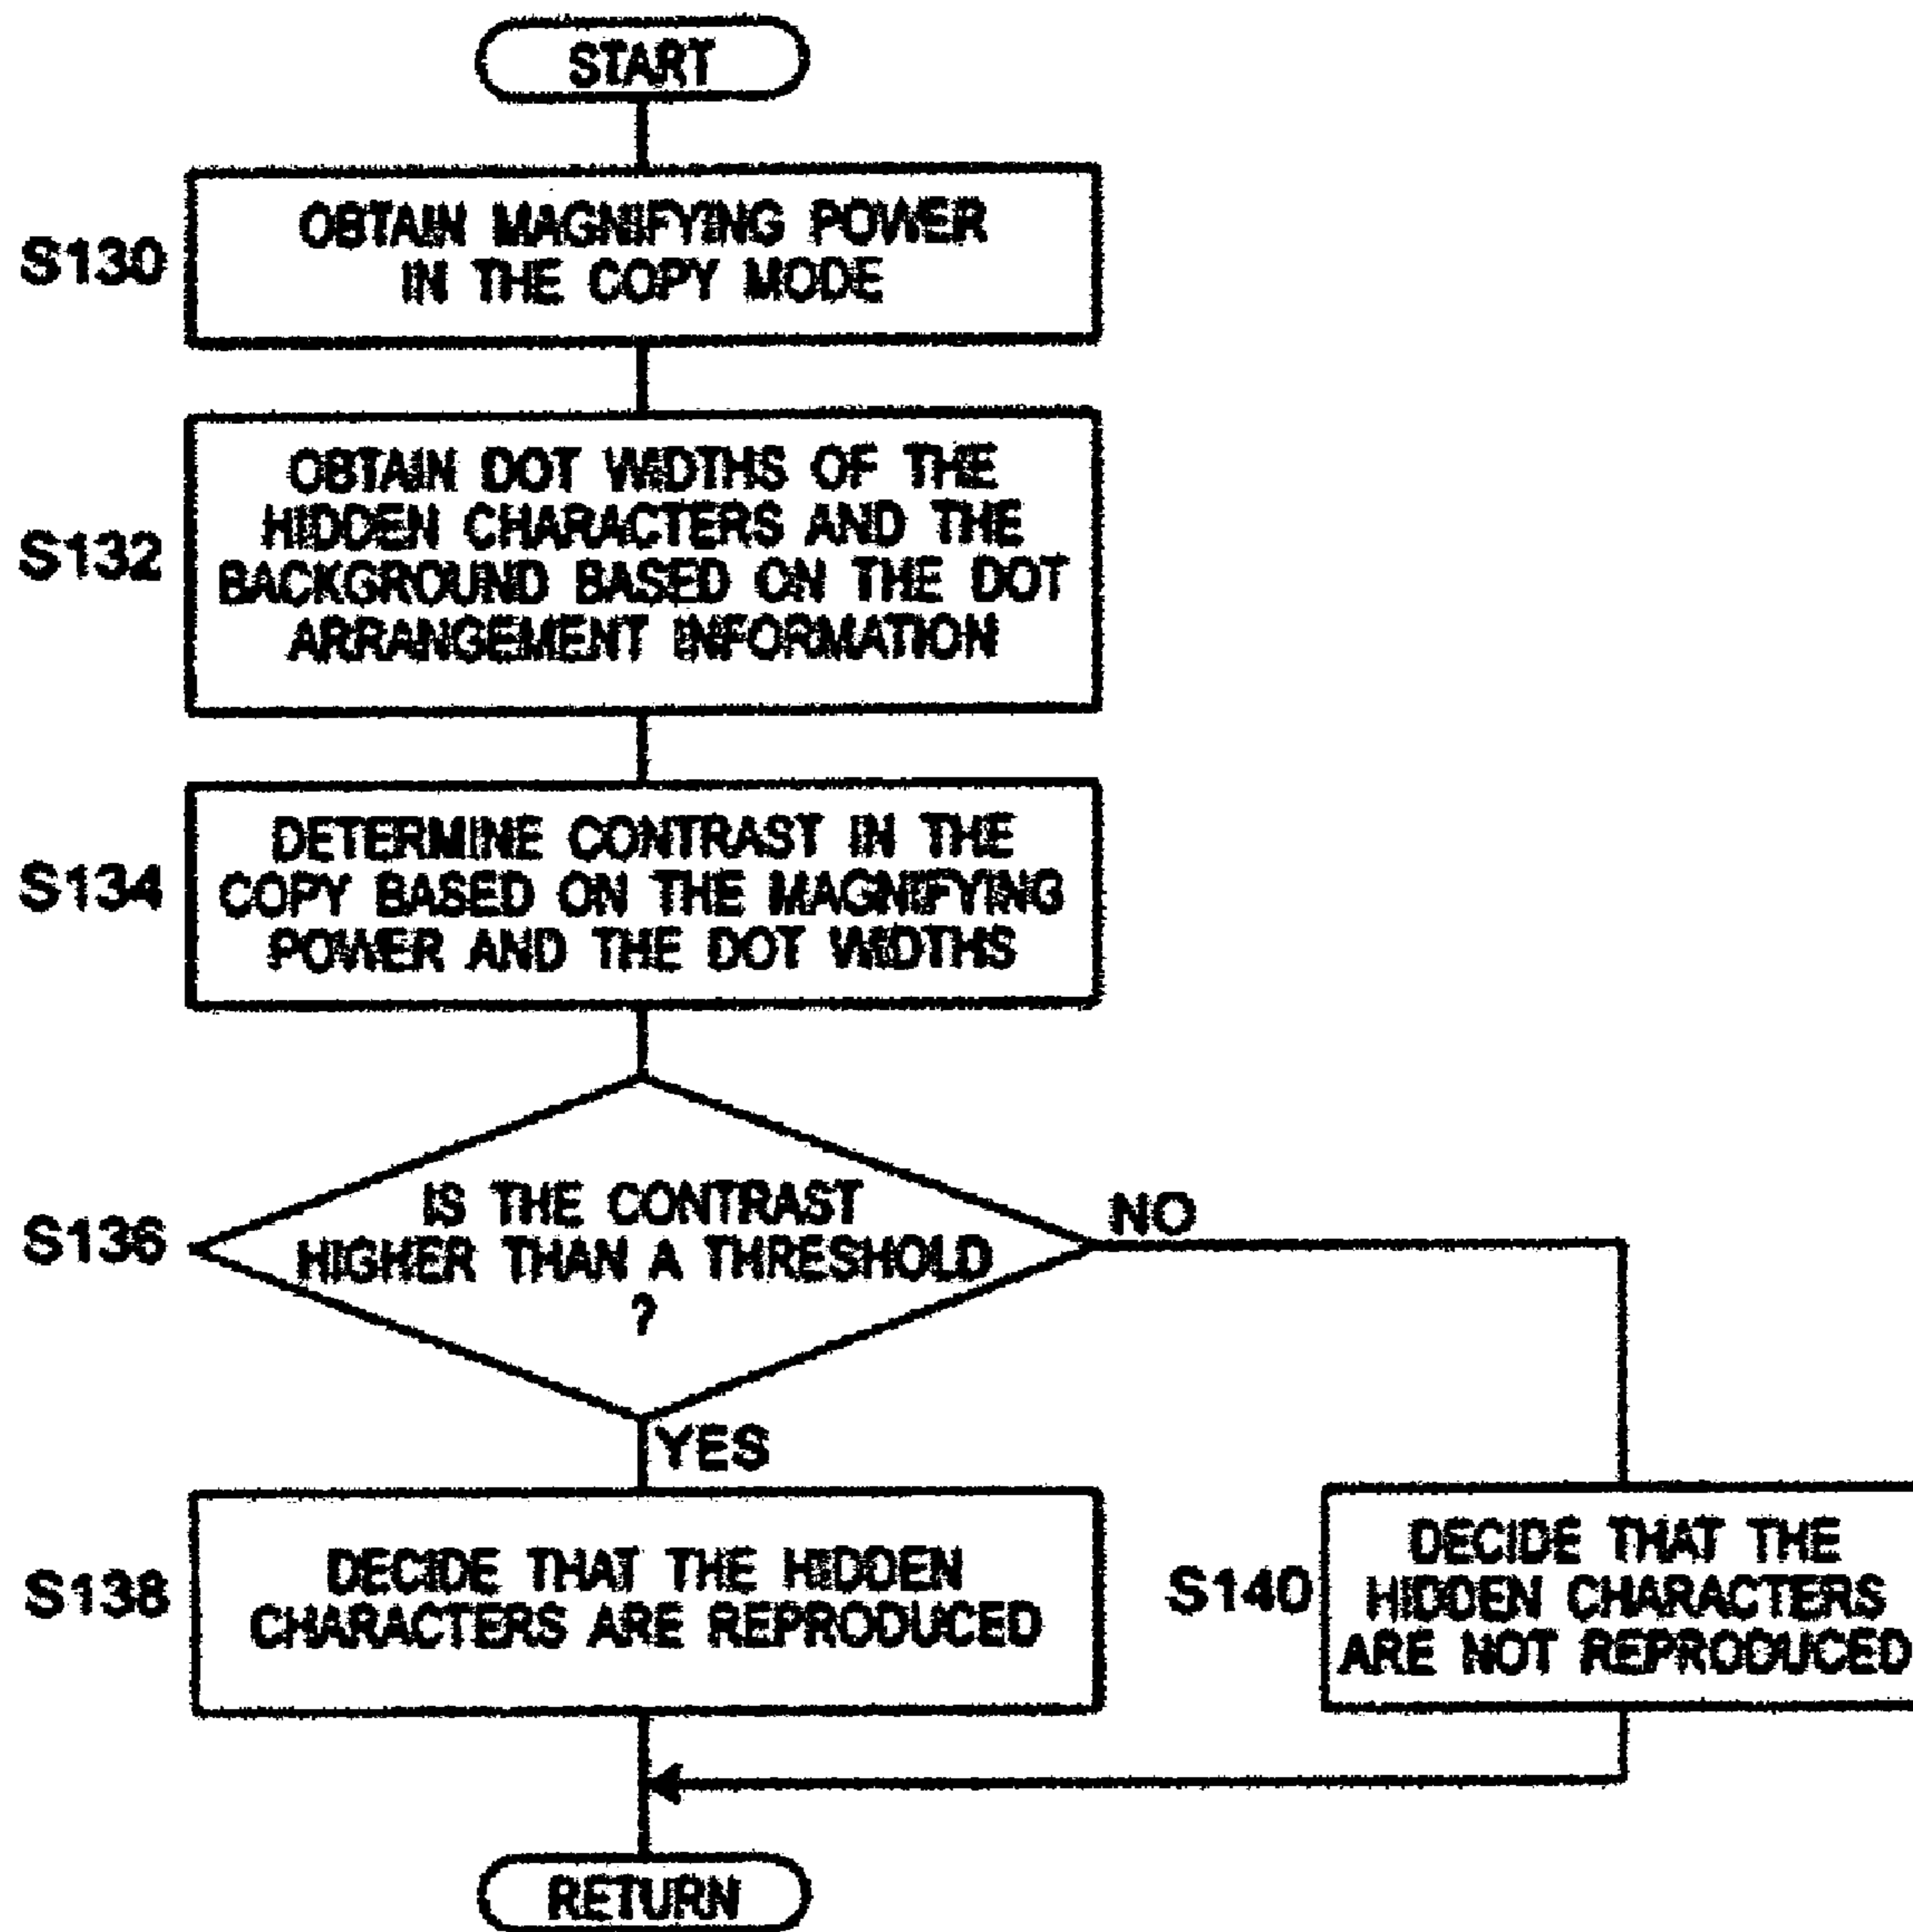 START
S130
OBTAIN MAGNIFYING POWER
IN THE COPY MODE
S132
OBTAIN DOT WIDTHS OF THE
HIDDEN CHARACTERS AND THE
BACKGROUND BASED ON THE DOT
ARRANGEMENT INFORMATION
S134
DETERMINE CONTRAST IN THE
COPY BASED ON THE MAGNIFYING
POWER AND THE DOT WIDTHS
S136
IS THE CONTRAST
HIGHER THAN A THRESHOLD
?
NO
YES
S138
DECIDE THAT THE HIDDEN
CHARACTERS ARE REPRODUCED
S140
DECIDE THAT THE
HIDDEN CHARACTERS
ARE NOT REPRODUCED
RETURN